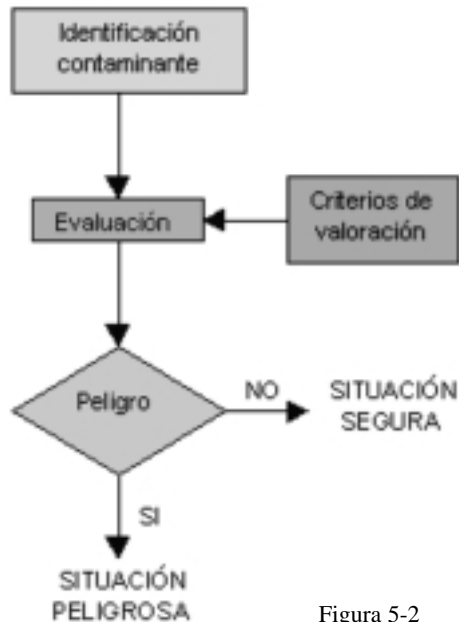 Identificación
contaminante
Evaluación
Criterios de
valoración
Peligro
NO
SITUACIÓN
SEGURA
SI
SITUACIÓN
PELIGROSA
Figura 5-2